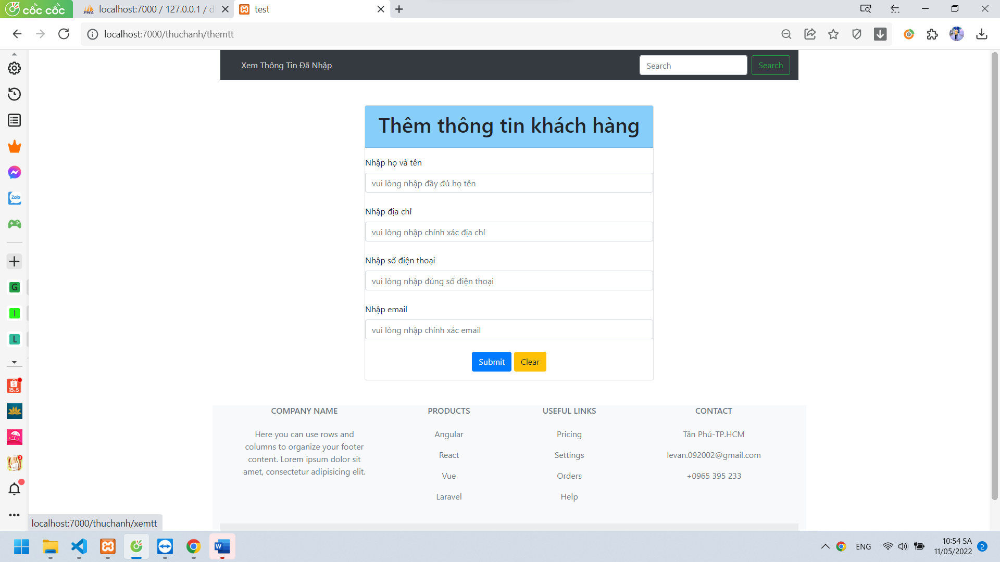 cốc cốc
localhost:7000 / 127.0.0.1 / d
test
localhost:7000/thuchanh/themtt
Xem Thông Tin Đã Nhập
Search
Search
Thêm thông tin khách hàng
Nhập họ và tên
vui lòng nhập đầy đủ họ tên
Nhập địa chỉ
vui lòng nhập chính xác địa chỉ
Nhập số điện thoại
vui lòng nhập đúng số điện thoại
Nhập email
vui lòng nhập chính xác email
Submit
Clear
COMPANY NAME
Here you can use rows and
columns to organize your footer
content. Lorem ipsum dolor sit
amet, consectetur adipisicing elit.
PRODUCTS
Angular
React
Vue
Laravel
USEFUL LINKS
Pricing
Settings
Orders
Help
CONTACT
Tân Phú-TP.HCM
levan.092002@gmail.com
+0965 395 233
Zalo
G
I
L
15.5
2
localhost:7000/thuchanh/xemtt
ENG
10:54 SA
11/05/2022
2